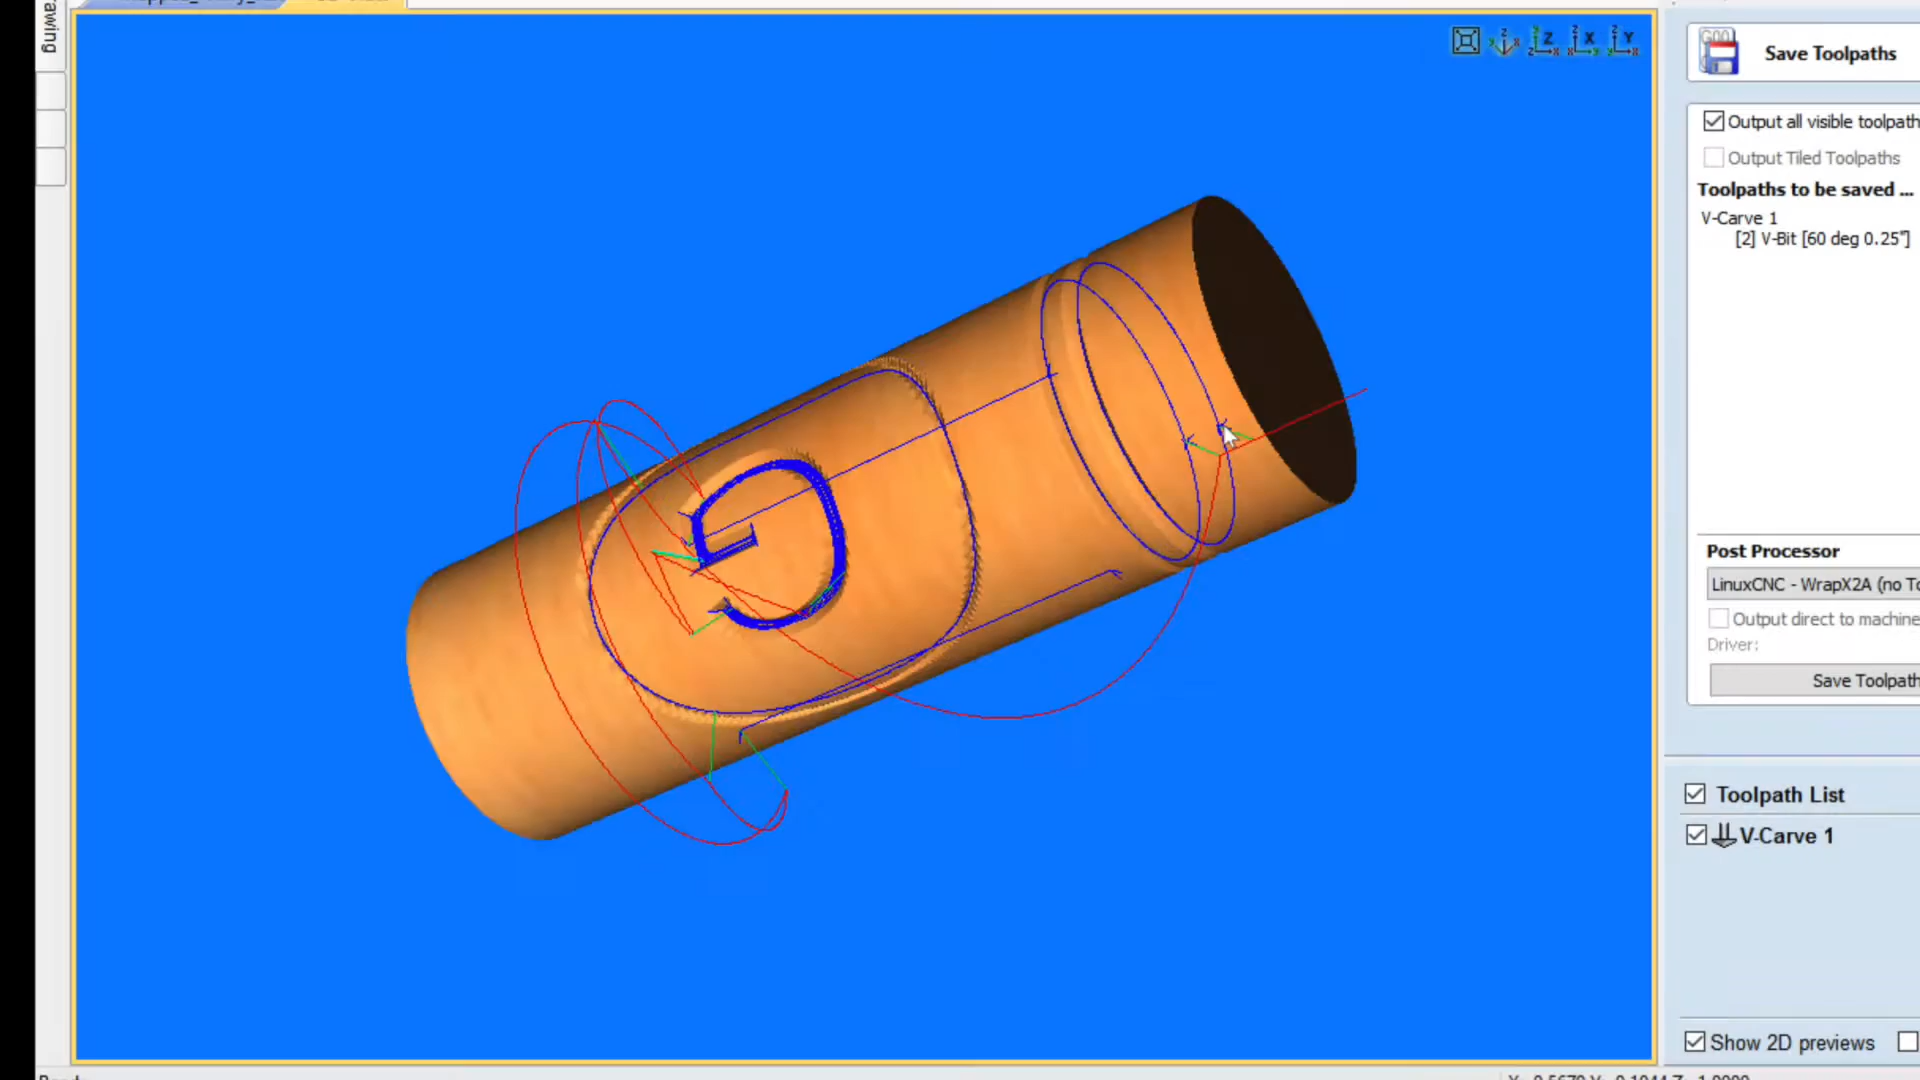 awing
Save Toolpaths
Output all visible toolpath
Output Tiled Toolpaths
Toolpaths to be saved ...
V-Carve 1
[2] V-Bit [60 deg 0.25"]
Post Processor
LinuxCNC - WrapX2A (no To
Output direct to machine
Driver:
Save Toolpath
Toolpath List
V-Carve 1
Show 2D previews
G